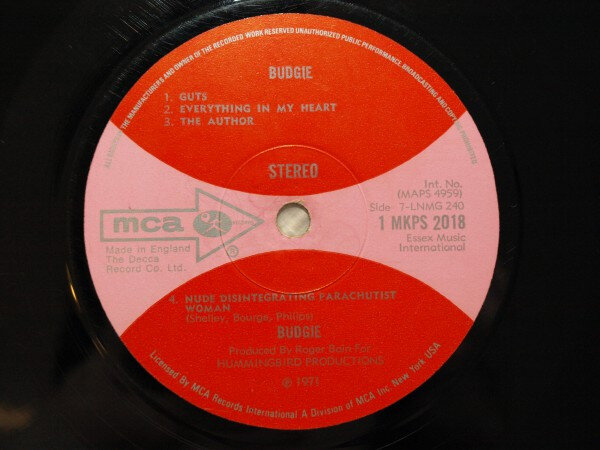 ALL RIGHTS OF THE MANUFACTURERS AND OWNER OF THE RECORDED WORK RESERVED UNAUTHORIZED PUBLIC PERFORMANCE, BROADCASTING AND COPYING PROHIBITED
BUDGIE
1. GUTS
2. EVERYTHING IN MY HEART
3. THE AUTHOR
STEREO
mca
®
Made in England
The Decca
Record Co. Ltd.
Int. No.
(MAPS 4959)
Side 7-LNMG 240
1 MKPS 2018
Essex Music
International
4. NUDE DISINTEGRATING PARACHUTIST
WOMAN
(Shelley, Bourge, Phillips)
BUDGIE
Produced By Roger Bain For
HUMMINGBIRD PRODUCTIONS
℗ 1971
Licensed By MCA Records International A Division of MCA Inc. New York USA